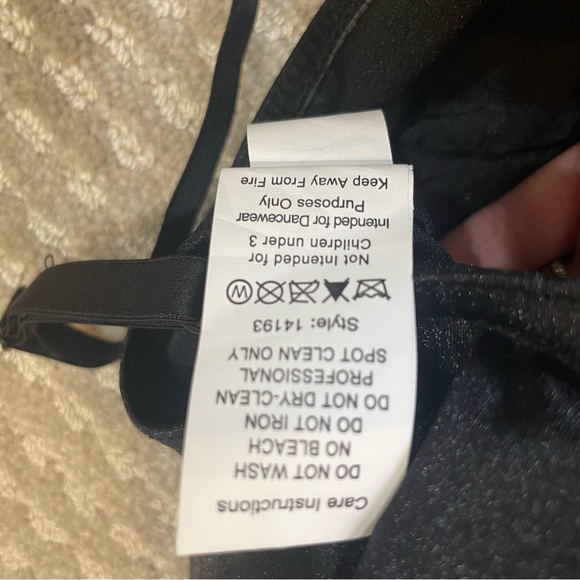 Care Instructions
DO NOT WASH
NO BLEACH
DO NOT IRON
DO NOT DRY-CLEAN
PROFESSIONAL
SPOT CLEAN ONLY
Style: 14193
W
Not Intended for
Children under 3
Intended for Dancewear
Purposes Only
Keep Away From Fire